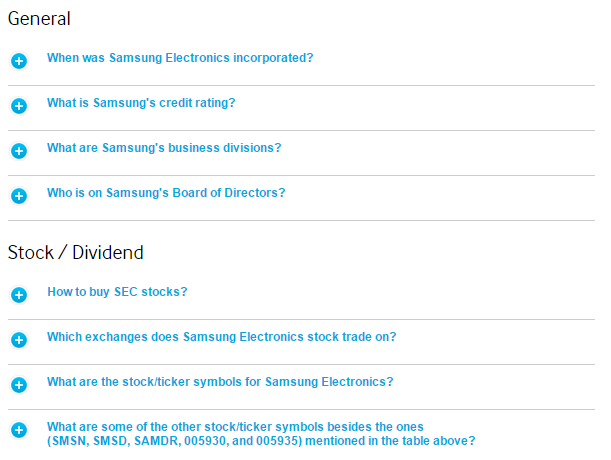 General
When was Samsung Electronics incorporated?
What is Samsung's credit rating?
What are Samsung's business divisions?
Who is on Samsung's Board of Directors?
Stock / Dividend
How to buy SEC stocks?
Which exchanges does Samsung Electronics stock trade on?
What are the stock/ticker symbols for Samsung Electronics?
What are some of the other stock/ticker symbols besides the ones
(SMSN, SMSD, SAMDR, 005930, and 005935) mentioned in the table above?